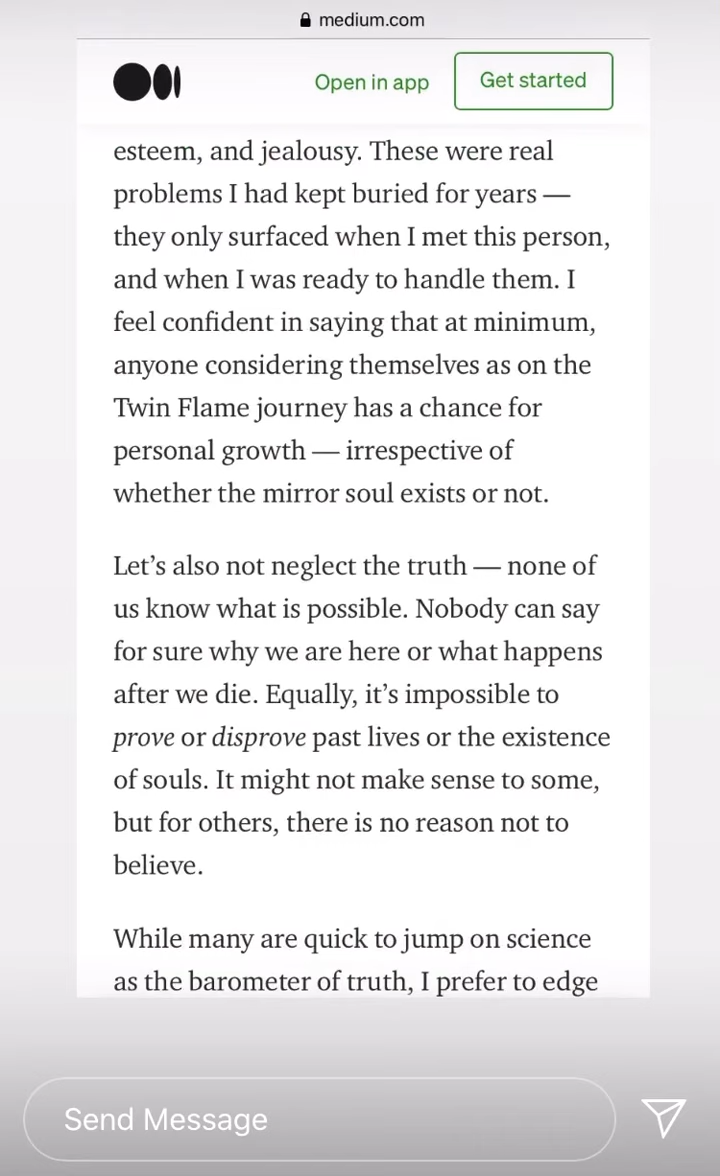 medium.com
Open in app
Get started
esteem, and jealousy. These were real
problems I had kept buried for years —
they only surfaced when I met this person,
and when I was ready to handle them. I
feel confident in saying that at minimum,
anyone considering themselves as on the
Twin Flame journey has a chance for
personal growth — irrespective of
whether the mirror soul exists or not.
Let’s also not neglect the truth — none of
us know what is possible. Nobody can say
for sure why we are here or what happens
after we die. Equally, it’s impossible to
prove or disprove past lives or the existence
of souls. It might not make sense to some,
but for others, there is no reason not to
believe.
While many are quick to jump on science
as the barometer of truth, I prefer to edge
Send Message